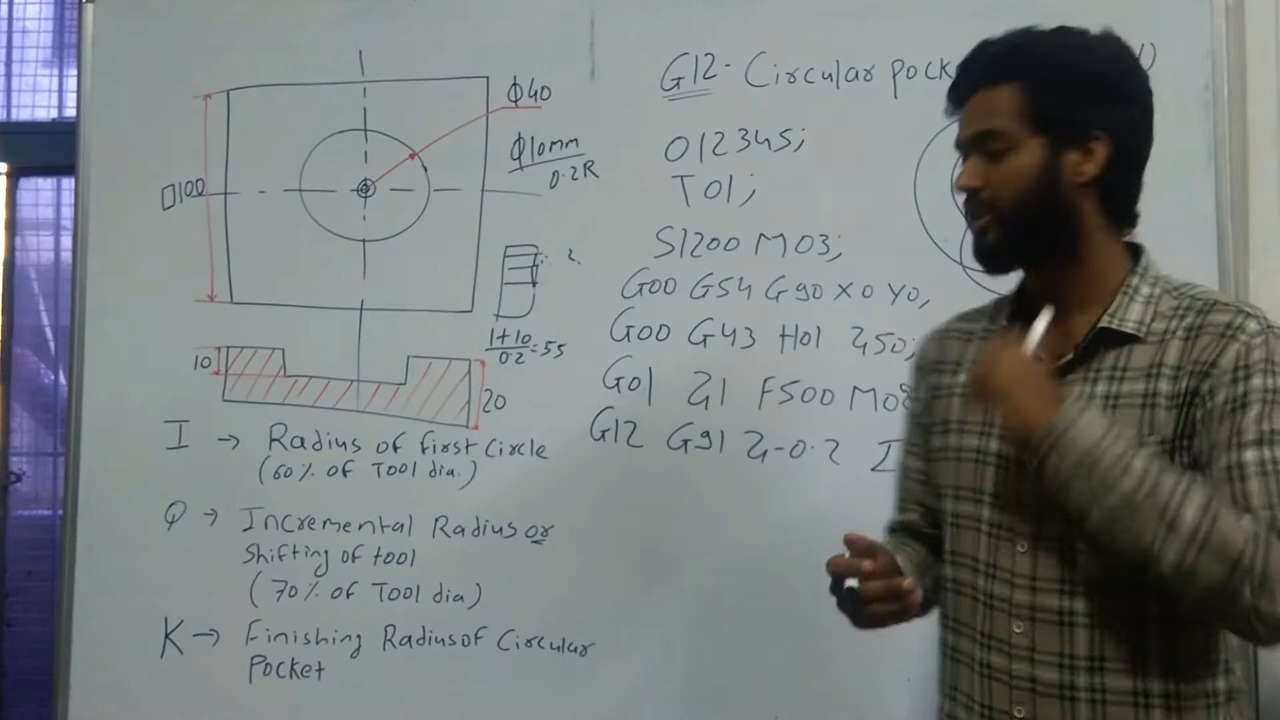 Φ40
Φ10mm
0.2R
□100
10
20
1+10
0.2 =55
I → Radius of first Circle
(60% of Tool dia.)
Q → Incremental Radius or
Shifting of tool
(70% of Tool dia)
K → Finishing Radius of Circular
Pocket
G12- Circular pock
O12345;
T01;
S1200 M03;
G00 G54 G90 X0 Y0,
G00 G43 H01 Z50;
G01 Z1 F500 M08
G12 G91 Z-0.2 I